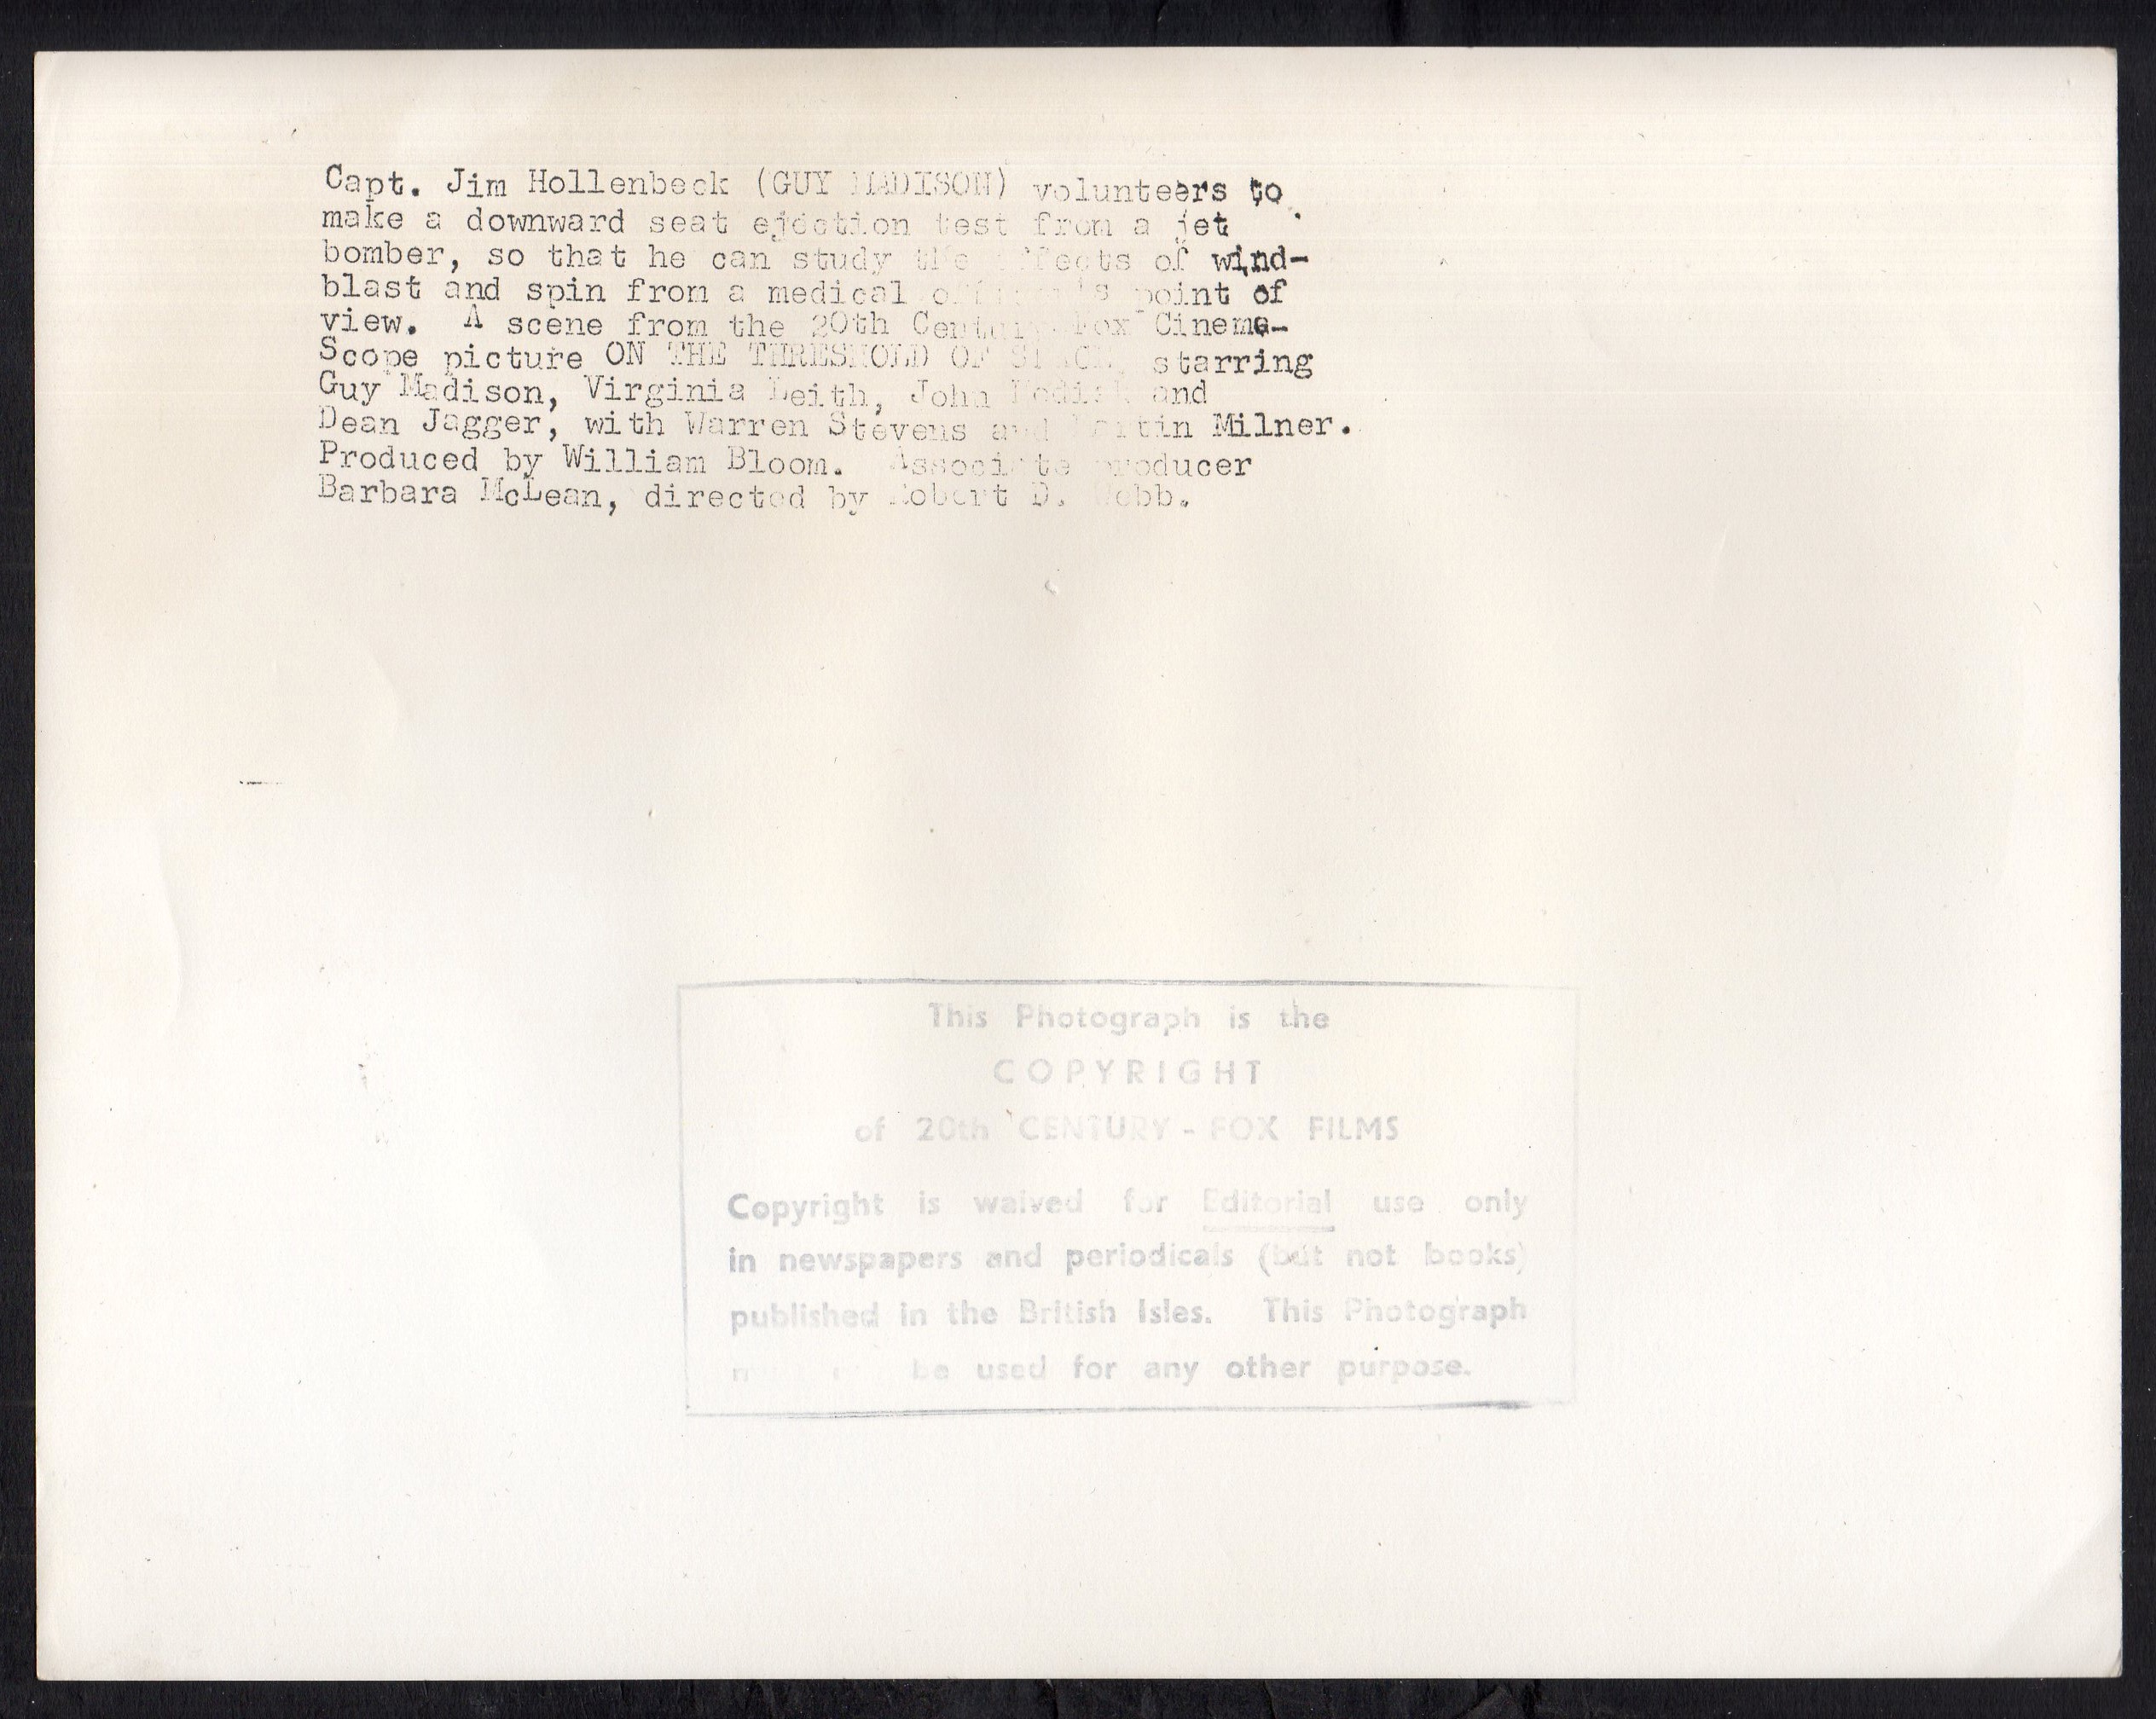 Capt. Jim Hollenbeck (GUY MADISON) volunteers to
make a downward seat ejection test from a jet
bomber, so that he can study the effects of wind-
blast and spin from a medical officer's point of
view. A scene from the 20th Century-Fox Cinema-
Scope picture ON THE THRESHOLD OF SPACE, starring
Guy Madison, Virginia Leith, John Hodiak and
Dean Jagger, with Warren Stevens and Martin Milner.
Produced by William Bloom. Associate producer
Barbara McLean, directed by Robert D. Webb.
This Photograph is the
COPYRIGHT
of 20th CENTURY-FOX FILMS
Copyright is waived for Editorial use only
in newspapers and periodicals (but not books)
published in the British Isles. This Photograph
be used for any other purpose.